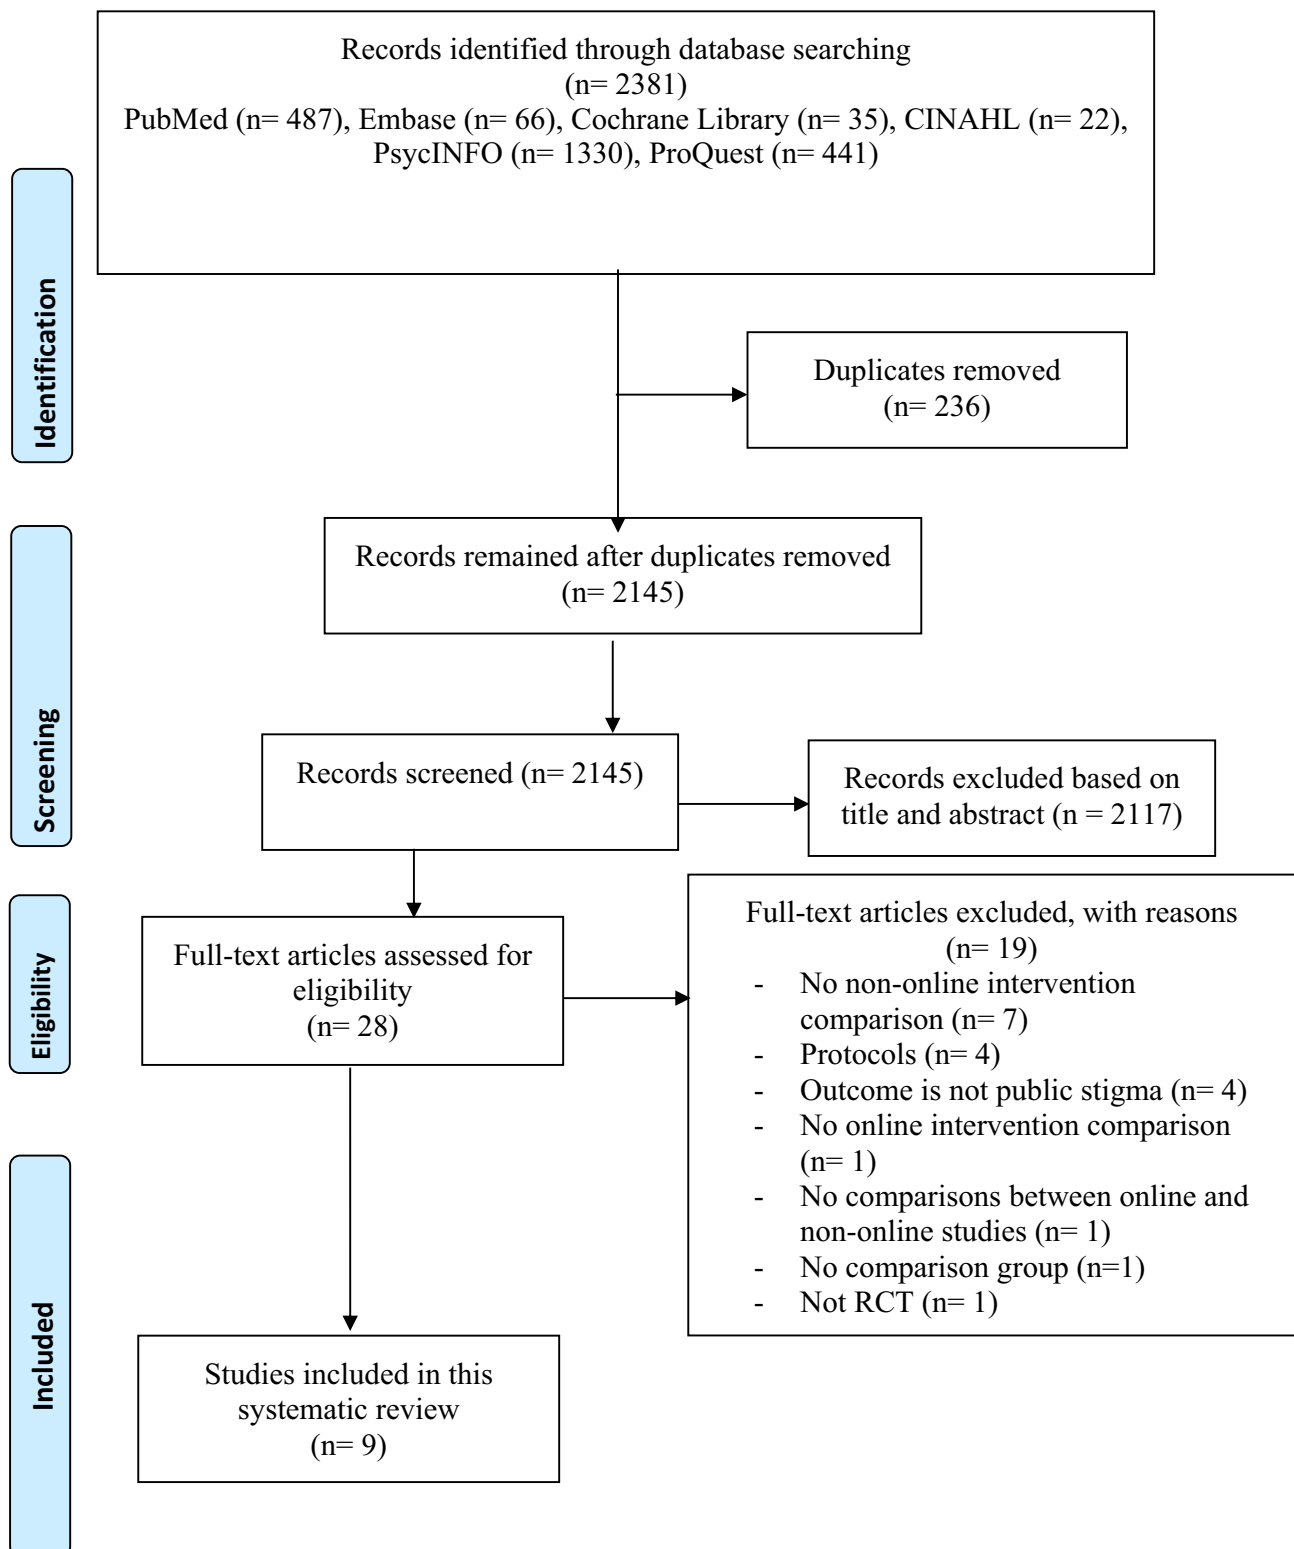 Records identified through database searching
(n= 2381)
PubMed (n= 487), Embase (n= 66), Cochrane Library (n= 35), CINAHL (n= 22),
PsycINFO (n= 1330), ProQuest (n= 441)
Identification
Duplicates removed
(n= 236)
Records remained after duplicates removed
(n= 2145)
Screening
Records screened (n= 2145)
Records excluded based on
title and abstract (n = 2117)
Eligibility
Full-text articles assessed for
eligibility
(n= 28)
Full-text articles excluded, with reasons
(n= 19)
- No non-online intervention
comparison (n= 7)
- Protocols (n= 4)
- Outcome is not public stigma (n= 4)
- No online intervention comparison
(n= 1)
- No comparisons between online and
non-online studies (n= 1)
- No comparison group (n=1)
- Not RCT (n= 1)
Included
Studies included in this
systematic review
(n= 9)